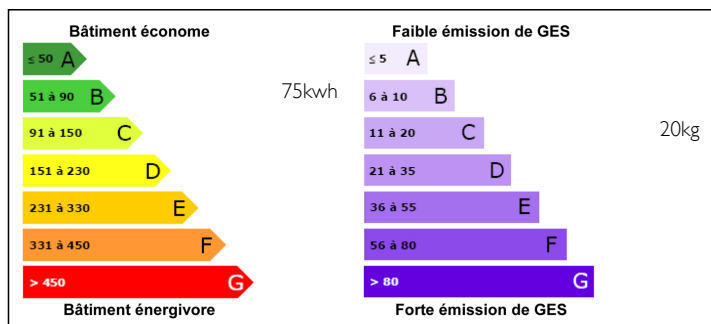 Bâtiment économe
≤ 50 A
51 à 90 B
91 à 150 C
151 à 230 D
231 à 330 E
331 à 450 F
> 450 G
Bâtiment énergivore
75kwh
Faible émission de GES
≤ 5 A
6 à 10 B
11 à 20 C
21 à 35 D
36 à 55 E
56 à 80 F
> 80 G
Forte émission de GES
20kg